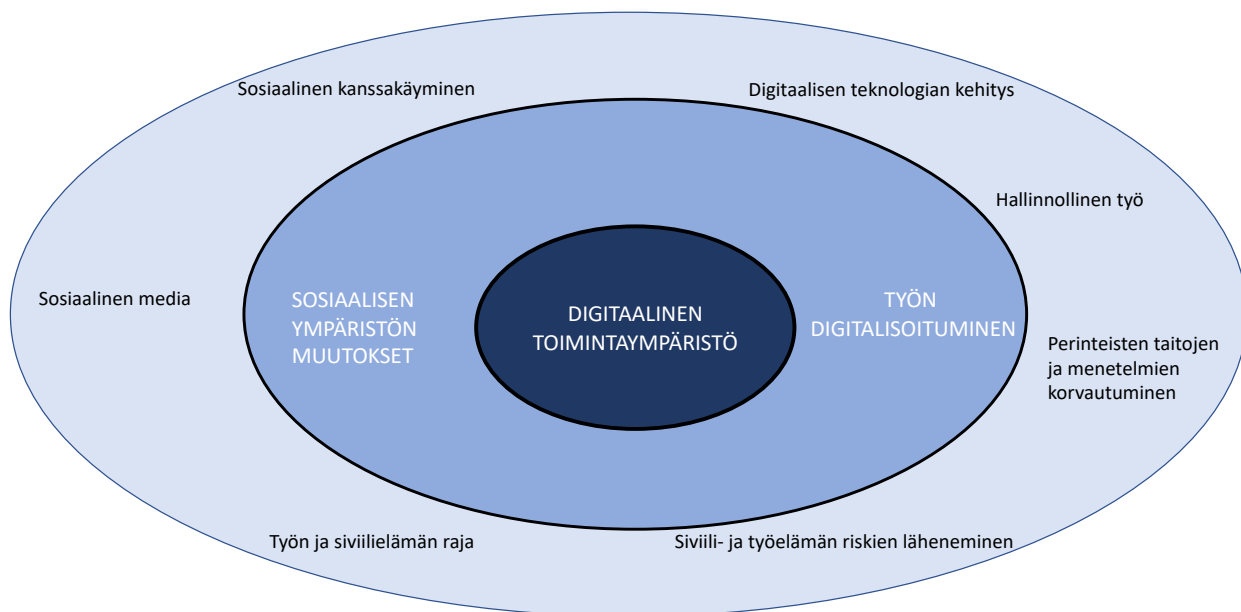 Sosiaalinen kanssakäyminen
Digitaalisen teknologian kehitys
Hallinnollinen työ
Sosiaalinen media
SOSIAALISEN
YMPÄRISTÖN
MUUTOKSET
DIGITAALINEN
TOIMINTAYMPÄRISTÖ
TYÖN
DIGITALISOITUMINEN
Perinteisten taitojen
ja menetelmien
korvautuminen
Työn ja siviilielämän raja
Siviili- ja työelämän riskien läheneminen